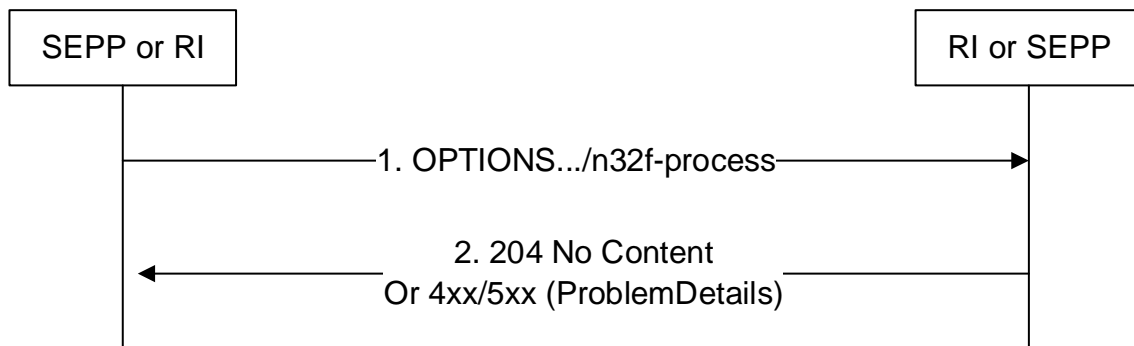 SEPP or RI
RI or SEPP
1. OPTIONS.../n32f-process
2. 204 No Content
Or 4xx/5xx (ProblemDetails)